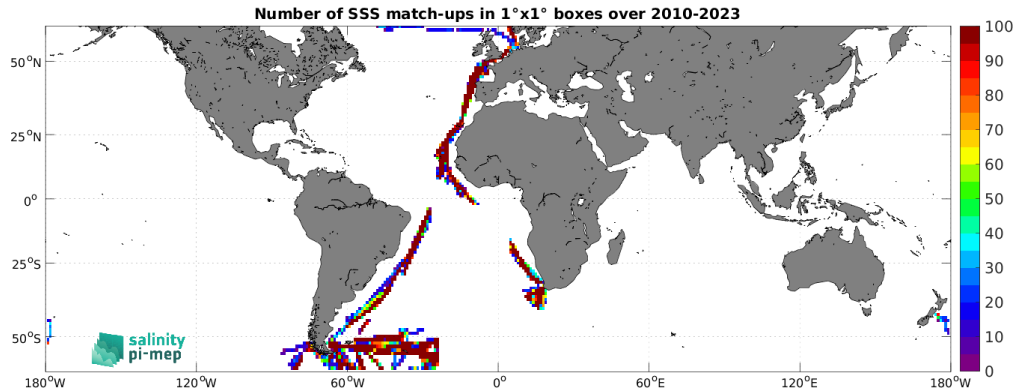 Number of SSS match-ups in 1°x1° boxes over 2010-2023
50°N
25°N
0°
25°S
50°S
180°W
120°W
60°W
0°
60°E
120°E
180°W
100
90
80
70
60
50
40
30
20
10
0
salinity
pi-mep